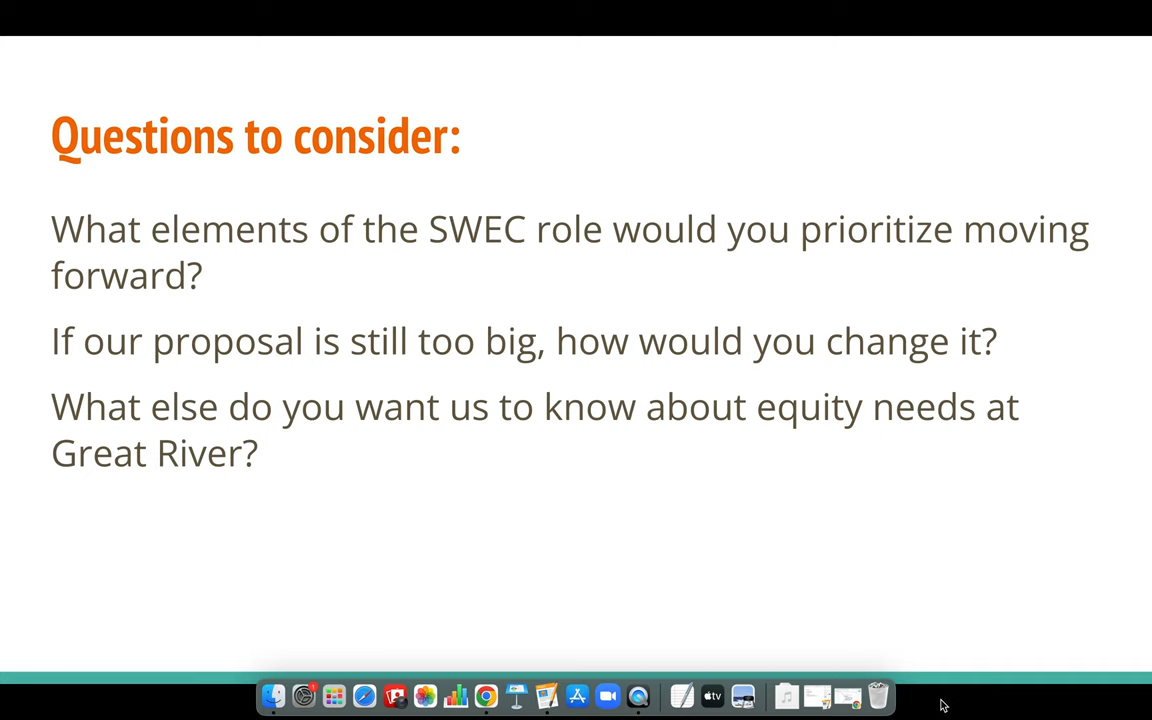 Questions to consider:
What elements of the SWEC role would you prioritize moving
forward?
If our proposal is still too big, how would you change it?
What else do you want us to know about equity needs at
Great River?
tv